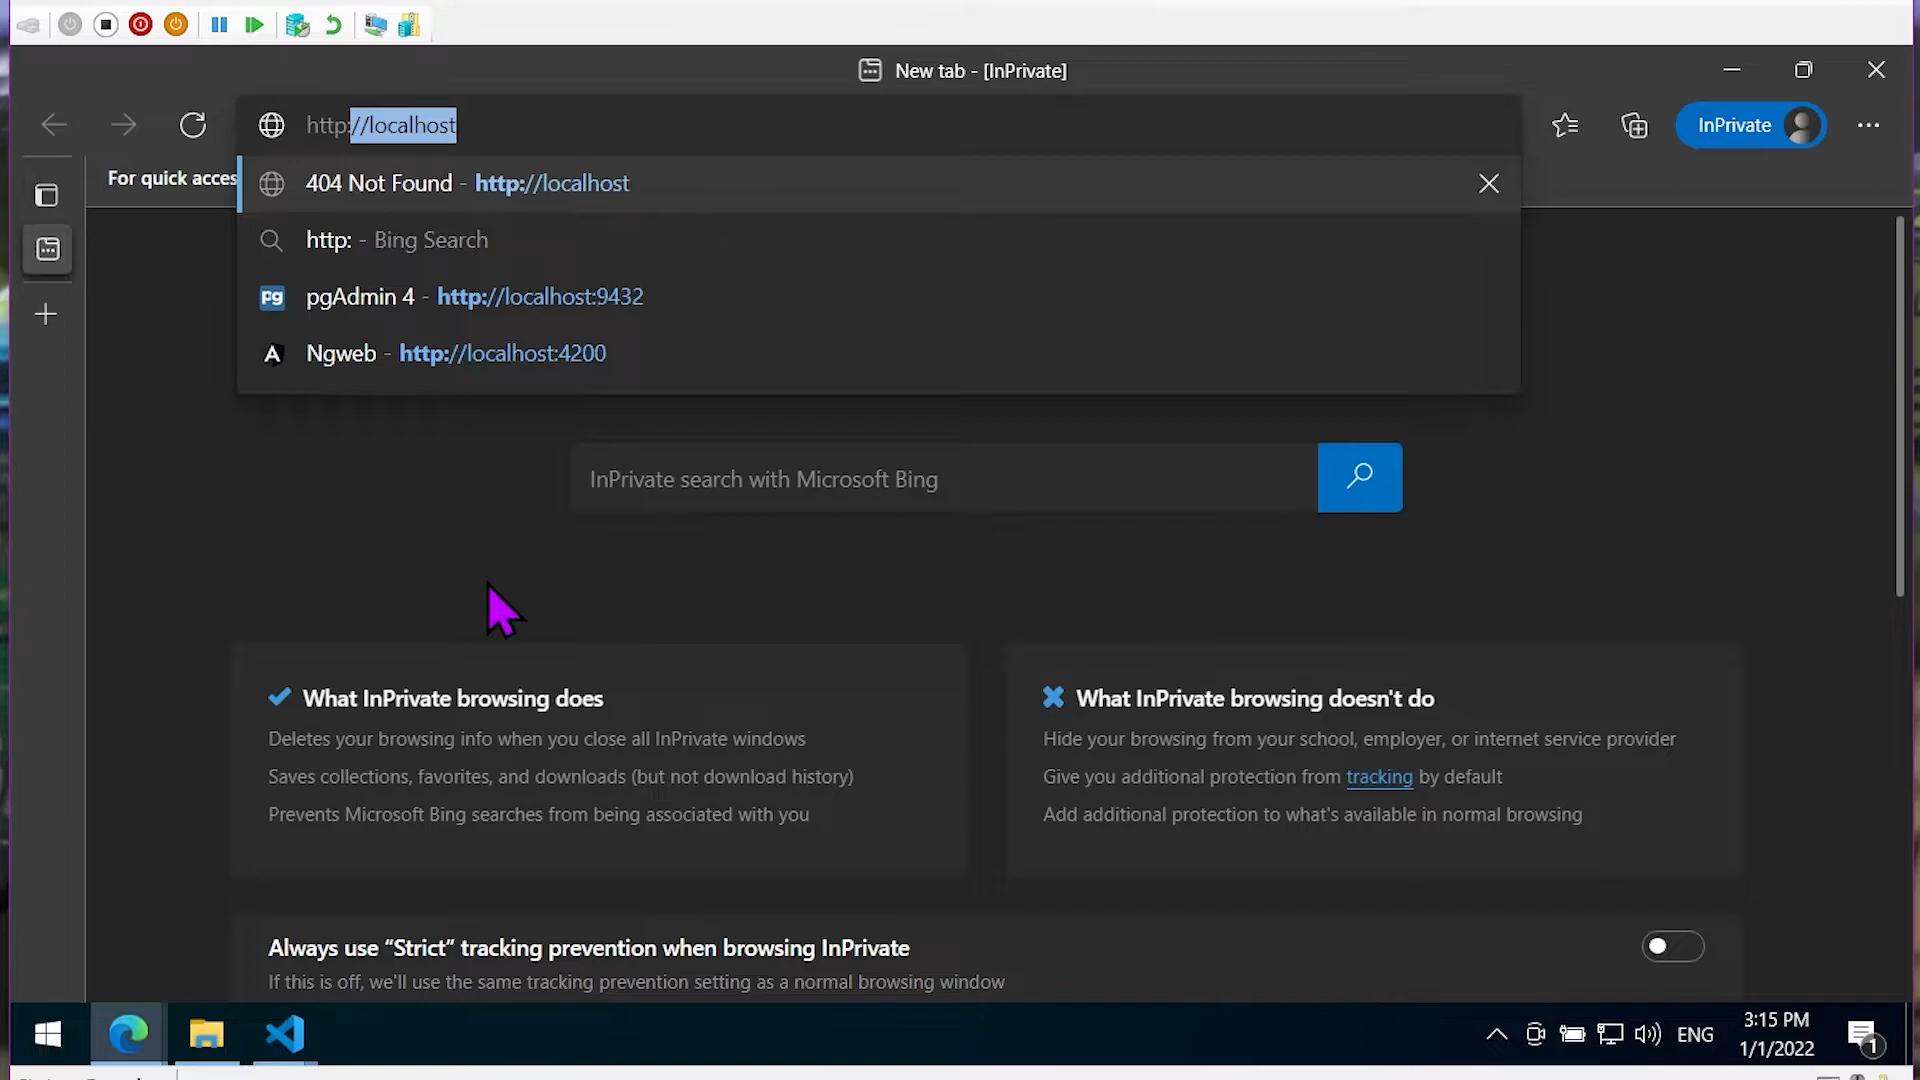 New tab - [InPrivate]
http://localhost
InPrivate
For quick acces
404 Not Found - http://localhost
http: - Bing Search
pg pgAdmin 4 - http://localhost:9432
Ngweb - http://localhost:4200
InPrivate search with Microsoft Bing
What InPrivate browsing does
Deletes your browsing info when you close all InPrivate windows
Saves collections, favorites, and downloads (but not download history)
Prevents Microsoft Bing searches from being associated with you
What InPrivate browsing doesn't do
Hide your browsing from your school, employer, or internet service provider
Give you additional protection from tracking by default
Add additional protection to what's available in normal browsing
Always use “Strict” tracking prevention when browsing InPrivate
If this is off, we'll use the same tracking prevention setting as a normal browsing window
ENG
3:15 PM
1/1/2022
1